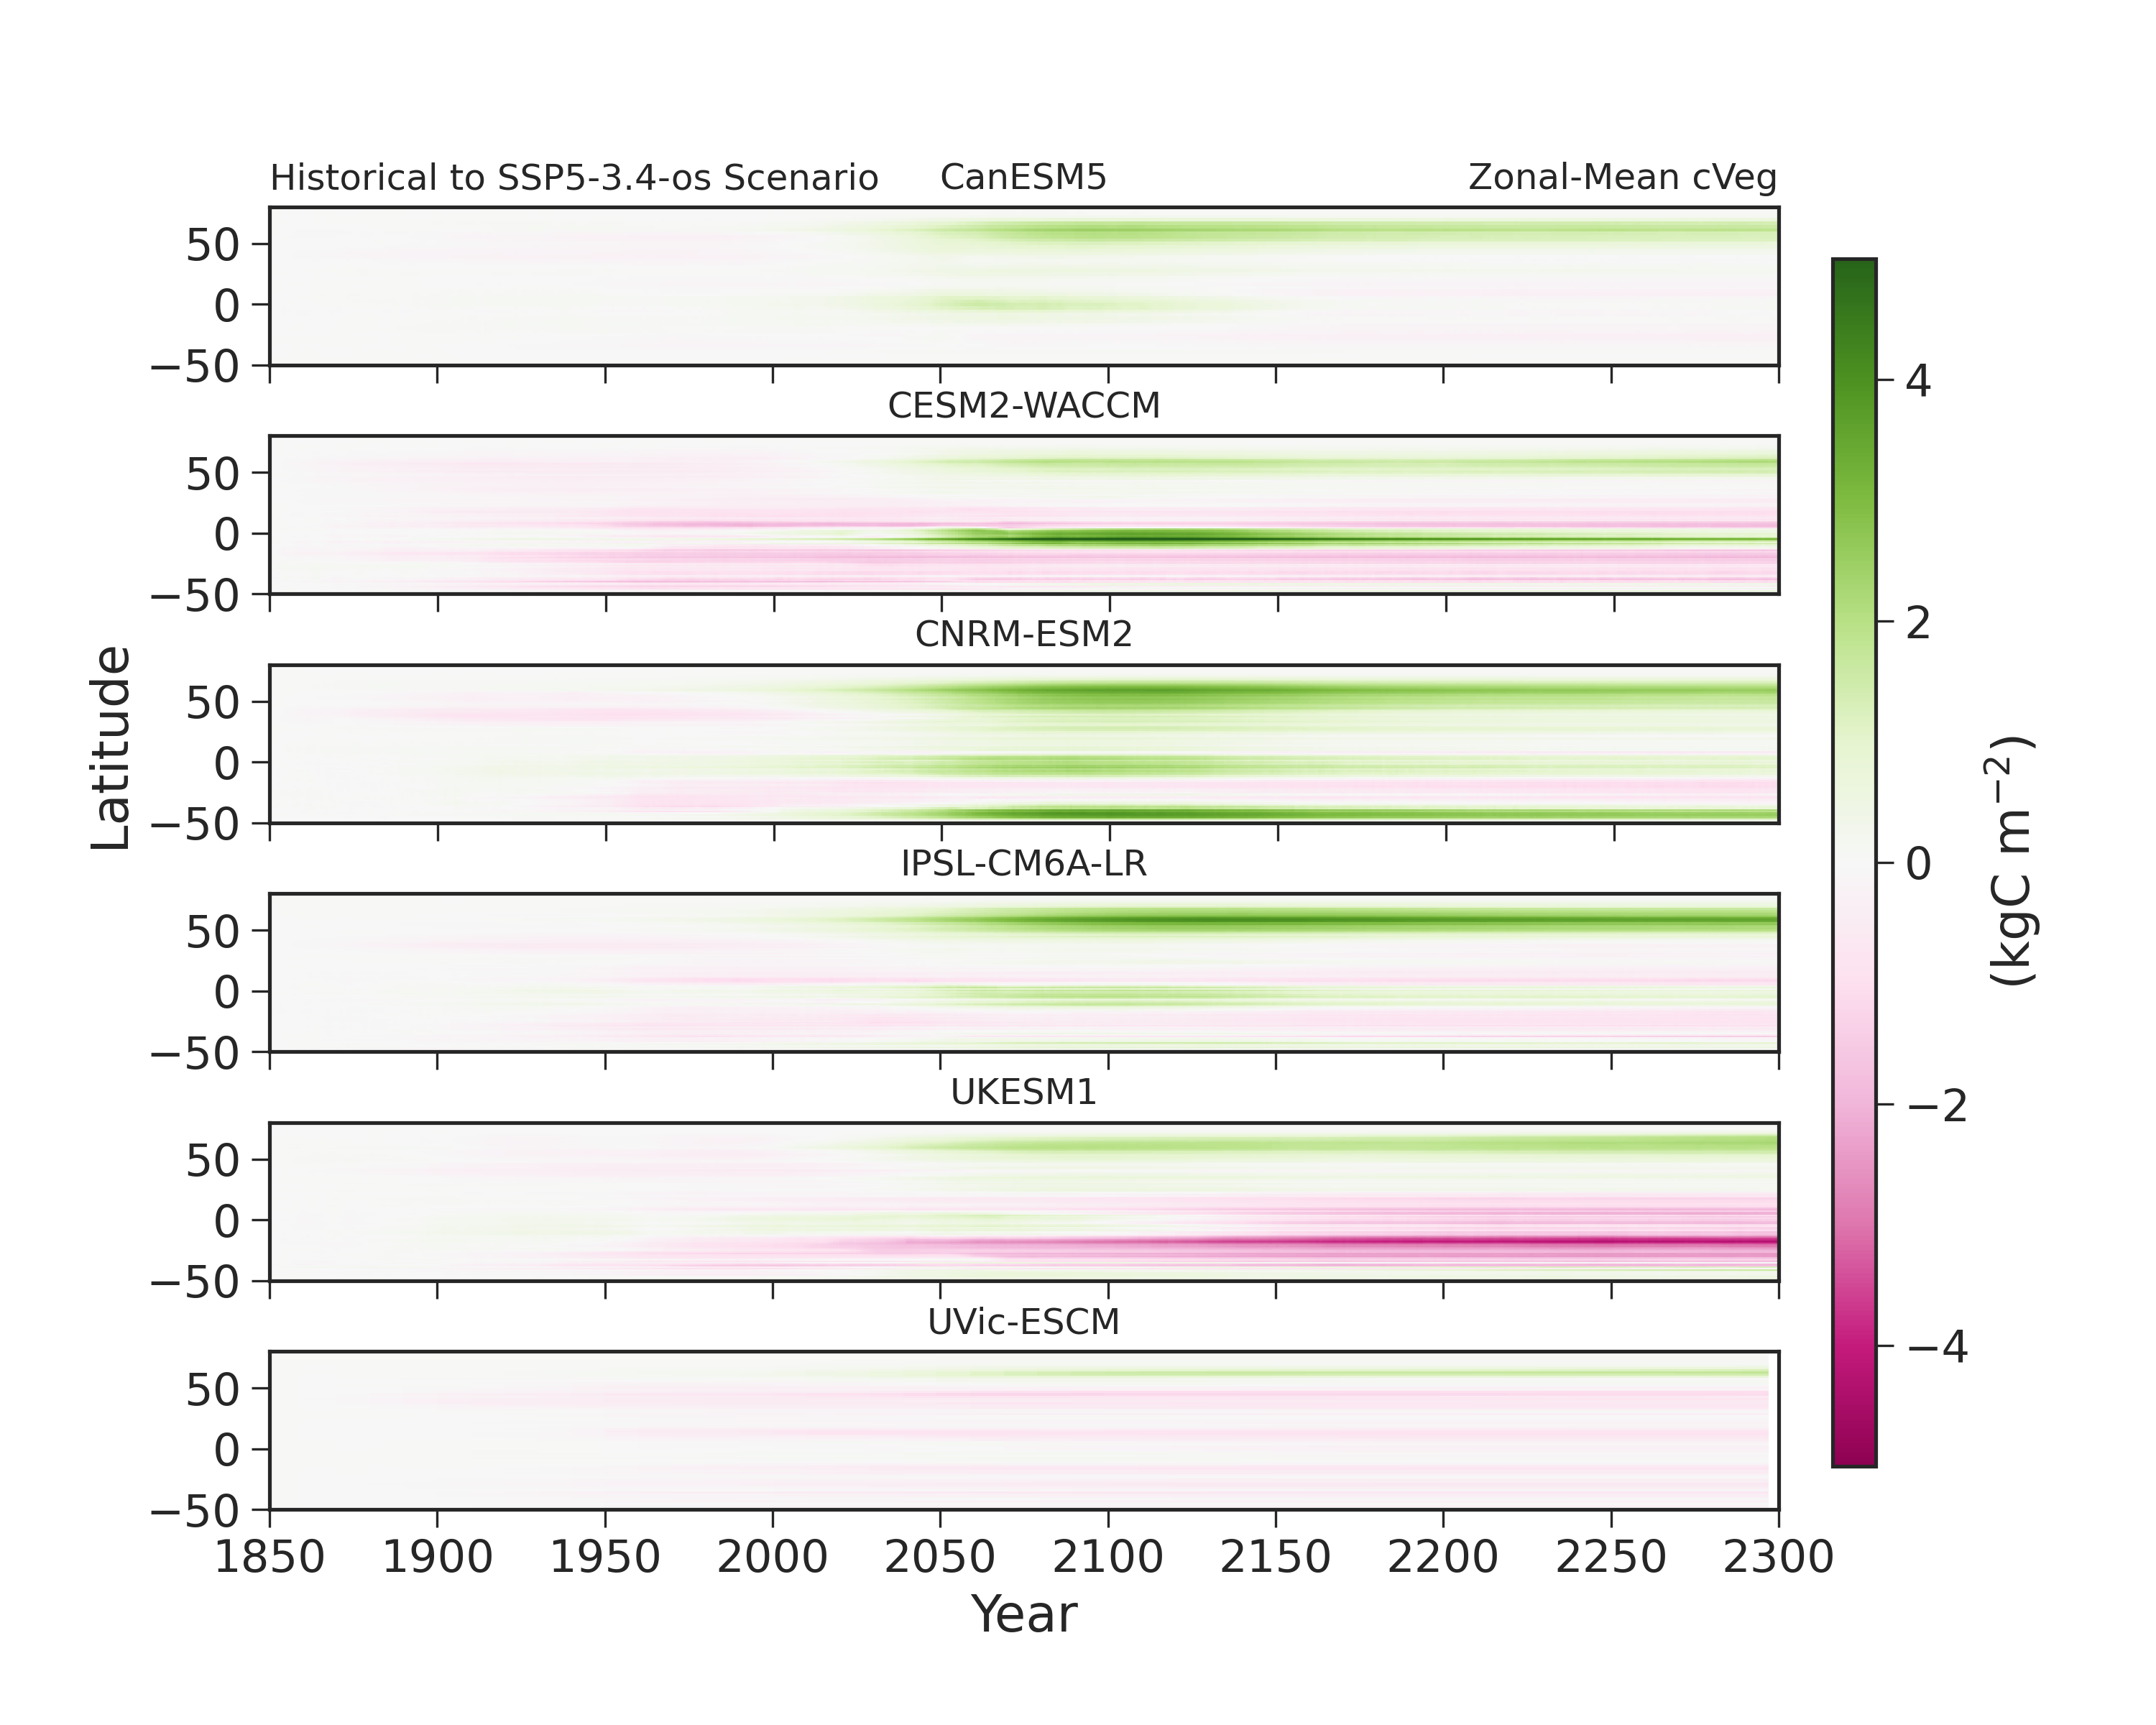 Historical to SSP5-3.4-os Scenario CanESM5 Zonal-Mean cVeg
50
0
−50
CESM2-WACCM
50
0
−50
CNRM-ESM2
50
0
−50
IPSL-CM6A-LR
50
0
−50
UKESM1
50
0
−50
UVic-ESCM
50
0
−50
1850 1900 1950 2000 2050 2100 2150 2200 2250 2300
Year
Latitude
4
2
0
−2
−4
(kgC m⁻²)